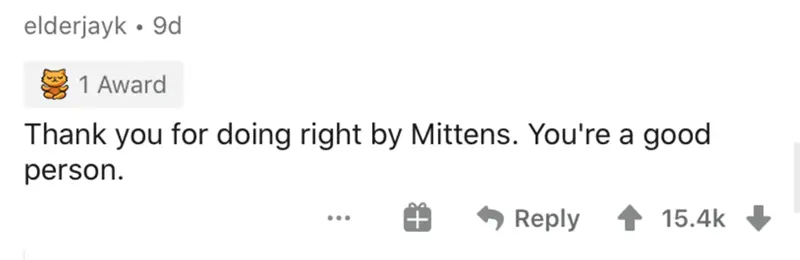 elderjayk • 9d
1 Award
Thank you for doing right by Mittens. You're a good
person.
... Reply 15.4k